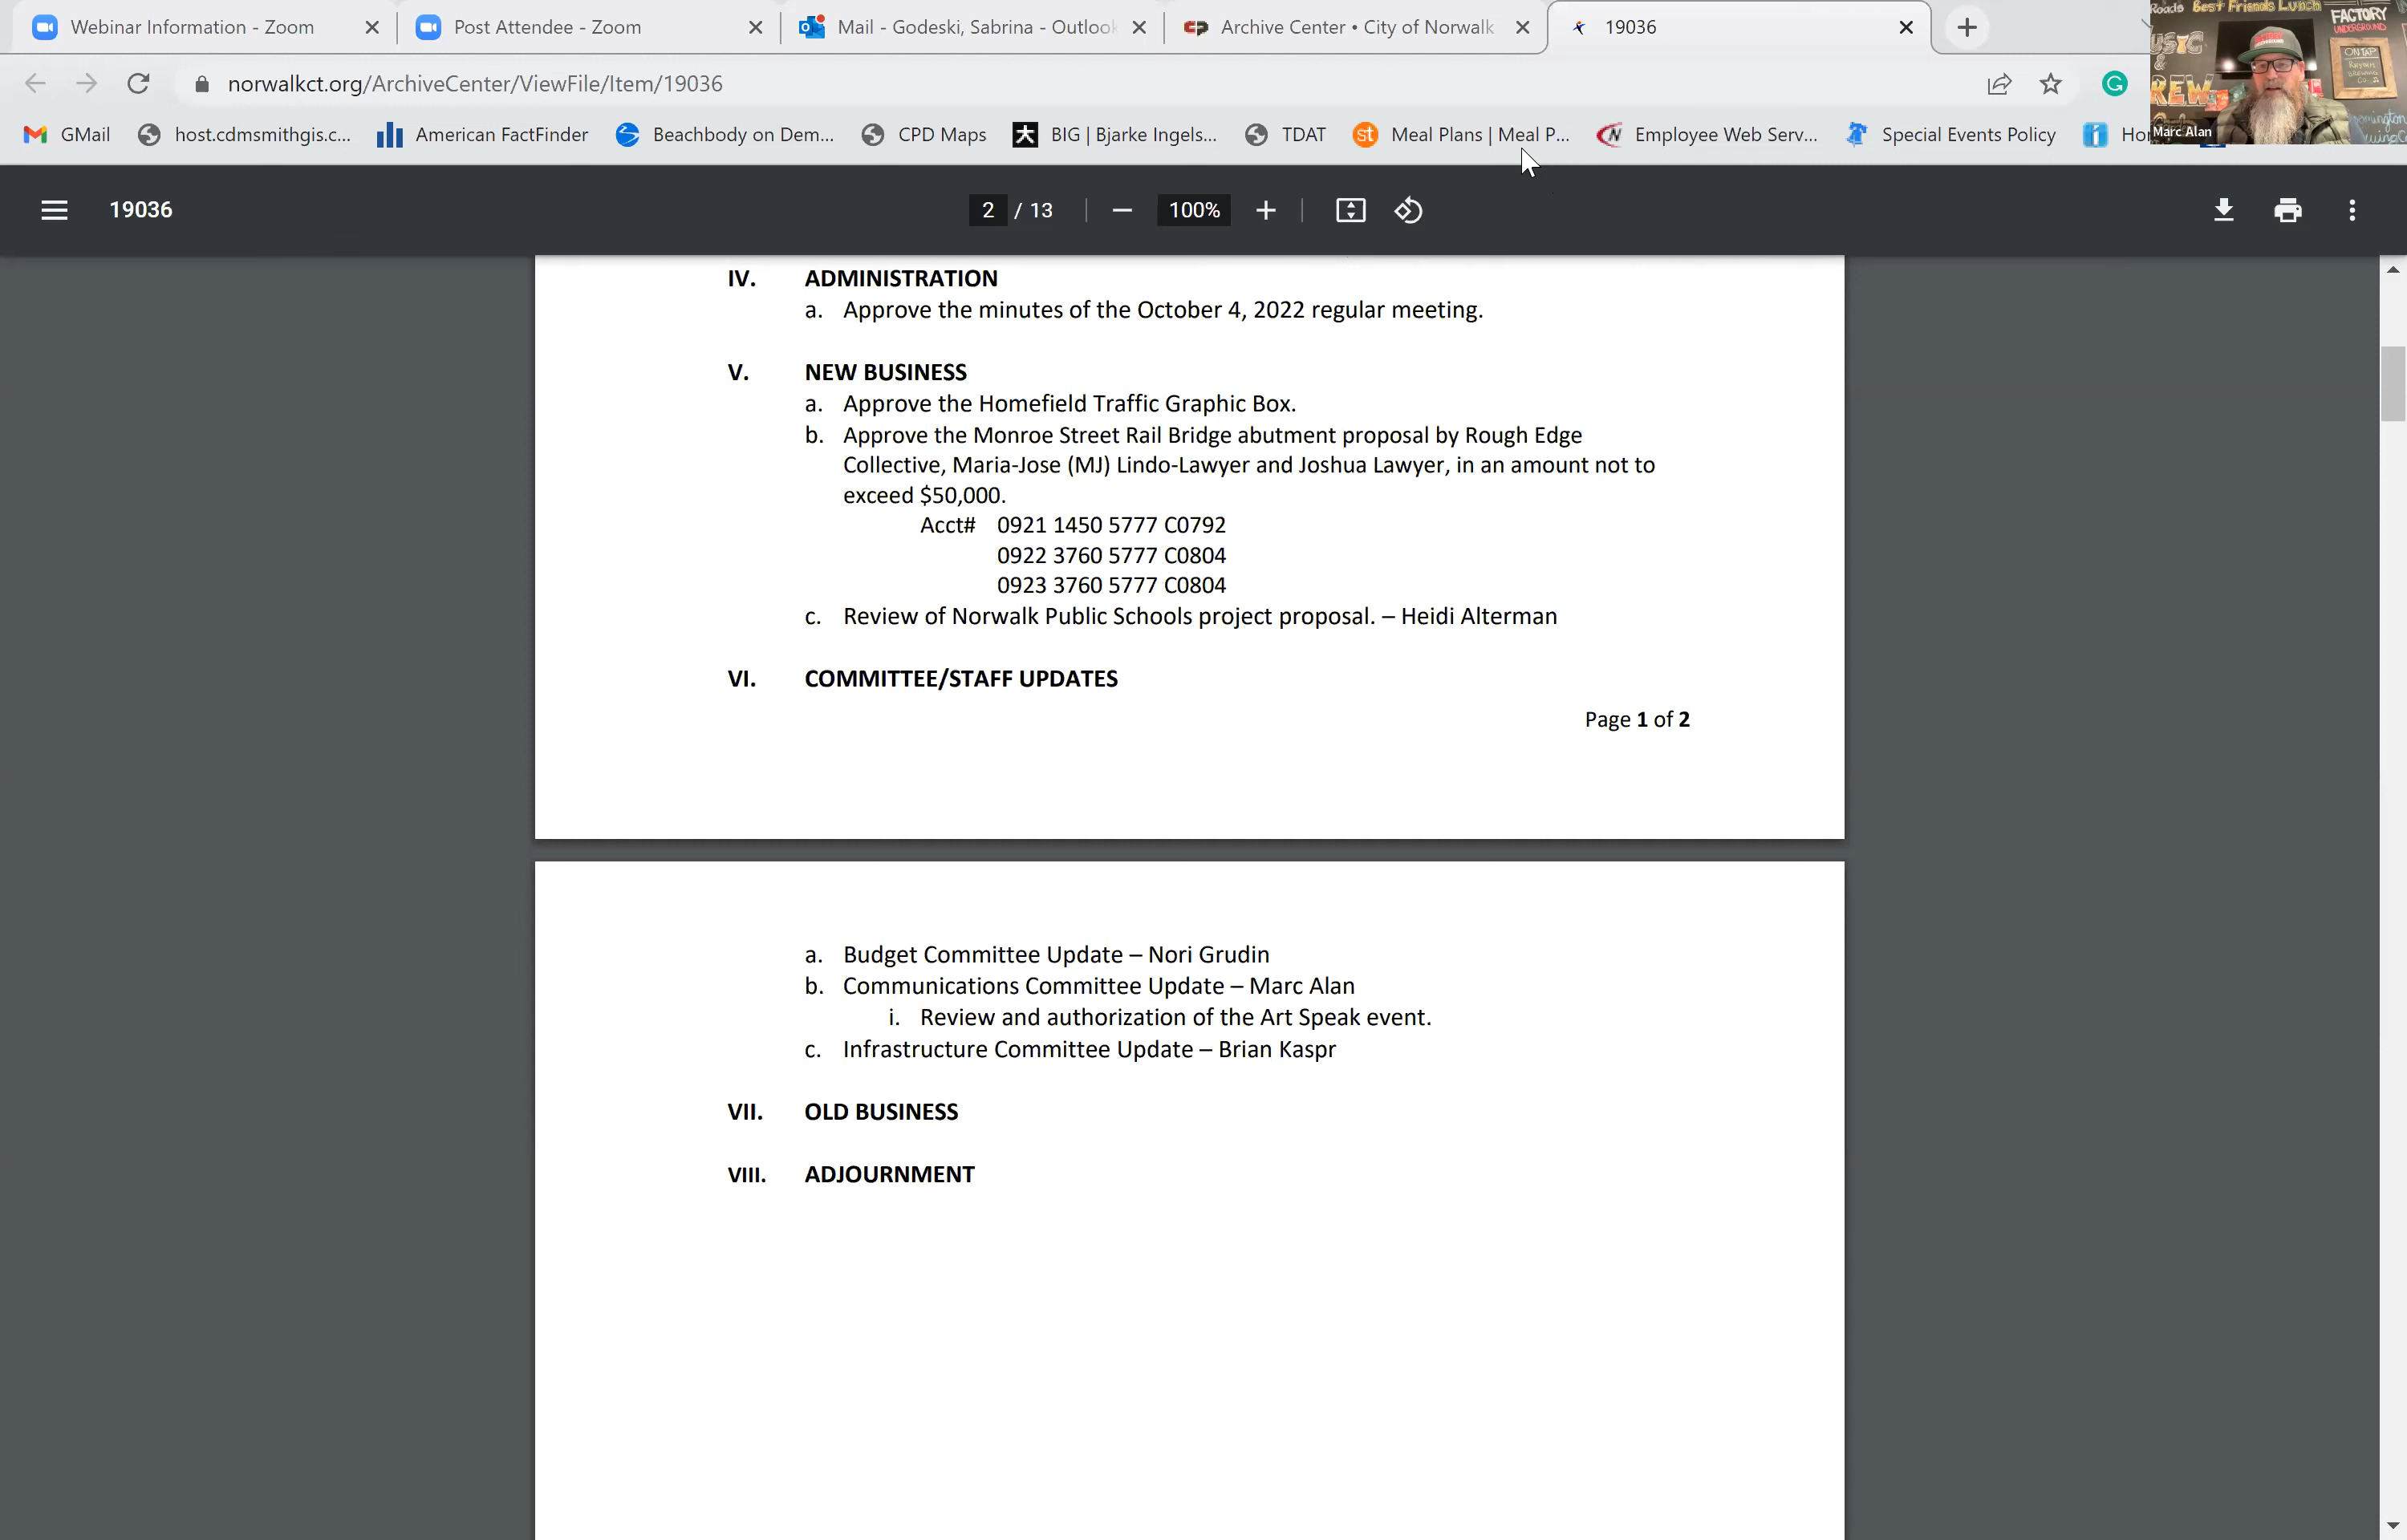 Webinar Information - Zoom
Post Attendee - Zoom
Mail - Godeski, Sabrina - Outlook
Archive Center • City of Norwalk
19036
norwalkct.org/ArchiveCenter/ViewFile/Item/19036
GMail
host.cdmsmithgis.c...
American FactFinder
Beachbody on Dem...
CPD Maps
BIG | Bjarke Ingels...
TDAT
st Meal Plans | Meal P...
Employee Web Serv...
Special Events Policy
Best Friends Lunch
FACTORY
UNDERGROUND
ON TAP
Marc Alan
19036
2 / 13
100%
IV. ADMINISTRATION
a. Approve the minutes of the October 4, 2022 regular meeting.
V. NEW BUSINESS
a. Approve the Homefield Traffic Graphic Box.
b. Approve the Monroe Street Rail Bridge abutment proposal by Rough Edge
Collective, Maria-Jose (MJ) Lindo-Lawyer and Joshua Lawyer, in an amount not to
exceed $50,000.
Acct# 0921 1450 5777 C0792
0922 3760 5777 C0804
0923 3760 5777 C0804
c. Review of Norwalk Public Schools project proposal. – Heidi Alterman
VI. COMMITTEE/STAFF UPDATES
Page 1 of 2
a. Budget Committee Update – Nori Grudin
b. Communications Committee Update – Marc Alan
i. Review and authorization of the Art Speak event.
c. Infrastructure Committee Update – Brian Kaspr
VII. OLD BUSINESS
VIII. ADJOURNMENT